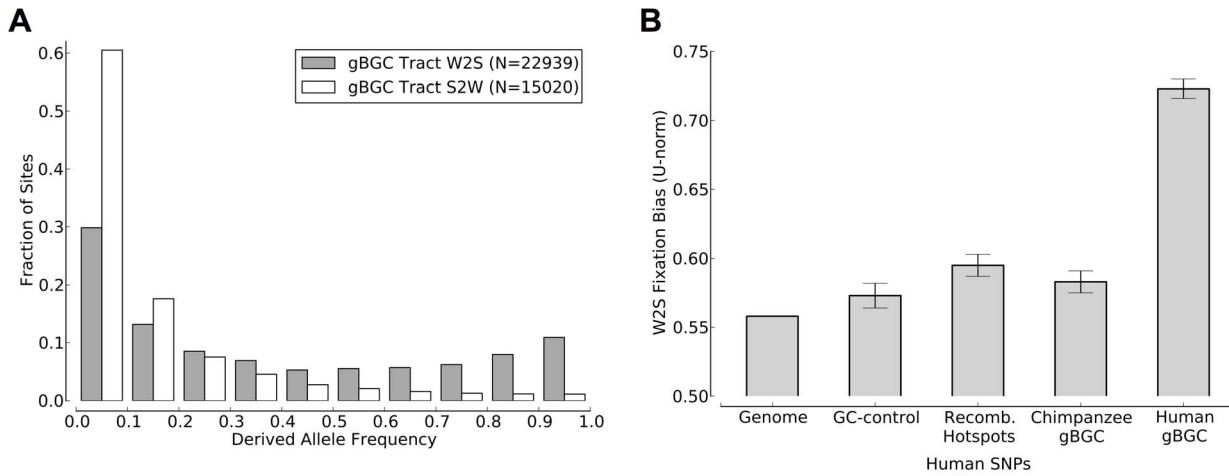 A
0.6
0.5
0.4
0.3
0.2
0.1
0.0
Fraction of Sites
gBGC Tract W2S (N=22939)
gBGC Tract S2W (N=15020)
0.0 0.1 0.2 0.3 0.4 0.5 0.6 0.7 0.8 0.9 1.0
Derived Allele Frequency
B
0.75
0.70
0.65
0.60
0.55
0.50
W2S Fixation Bias (U-norm)
Genome GC-control Recomb. Chimpanzee Human
Hotspots gBGC gBGC
Human SNPs